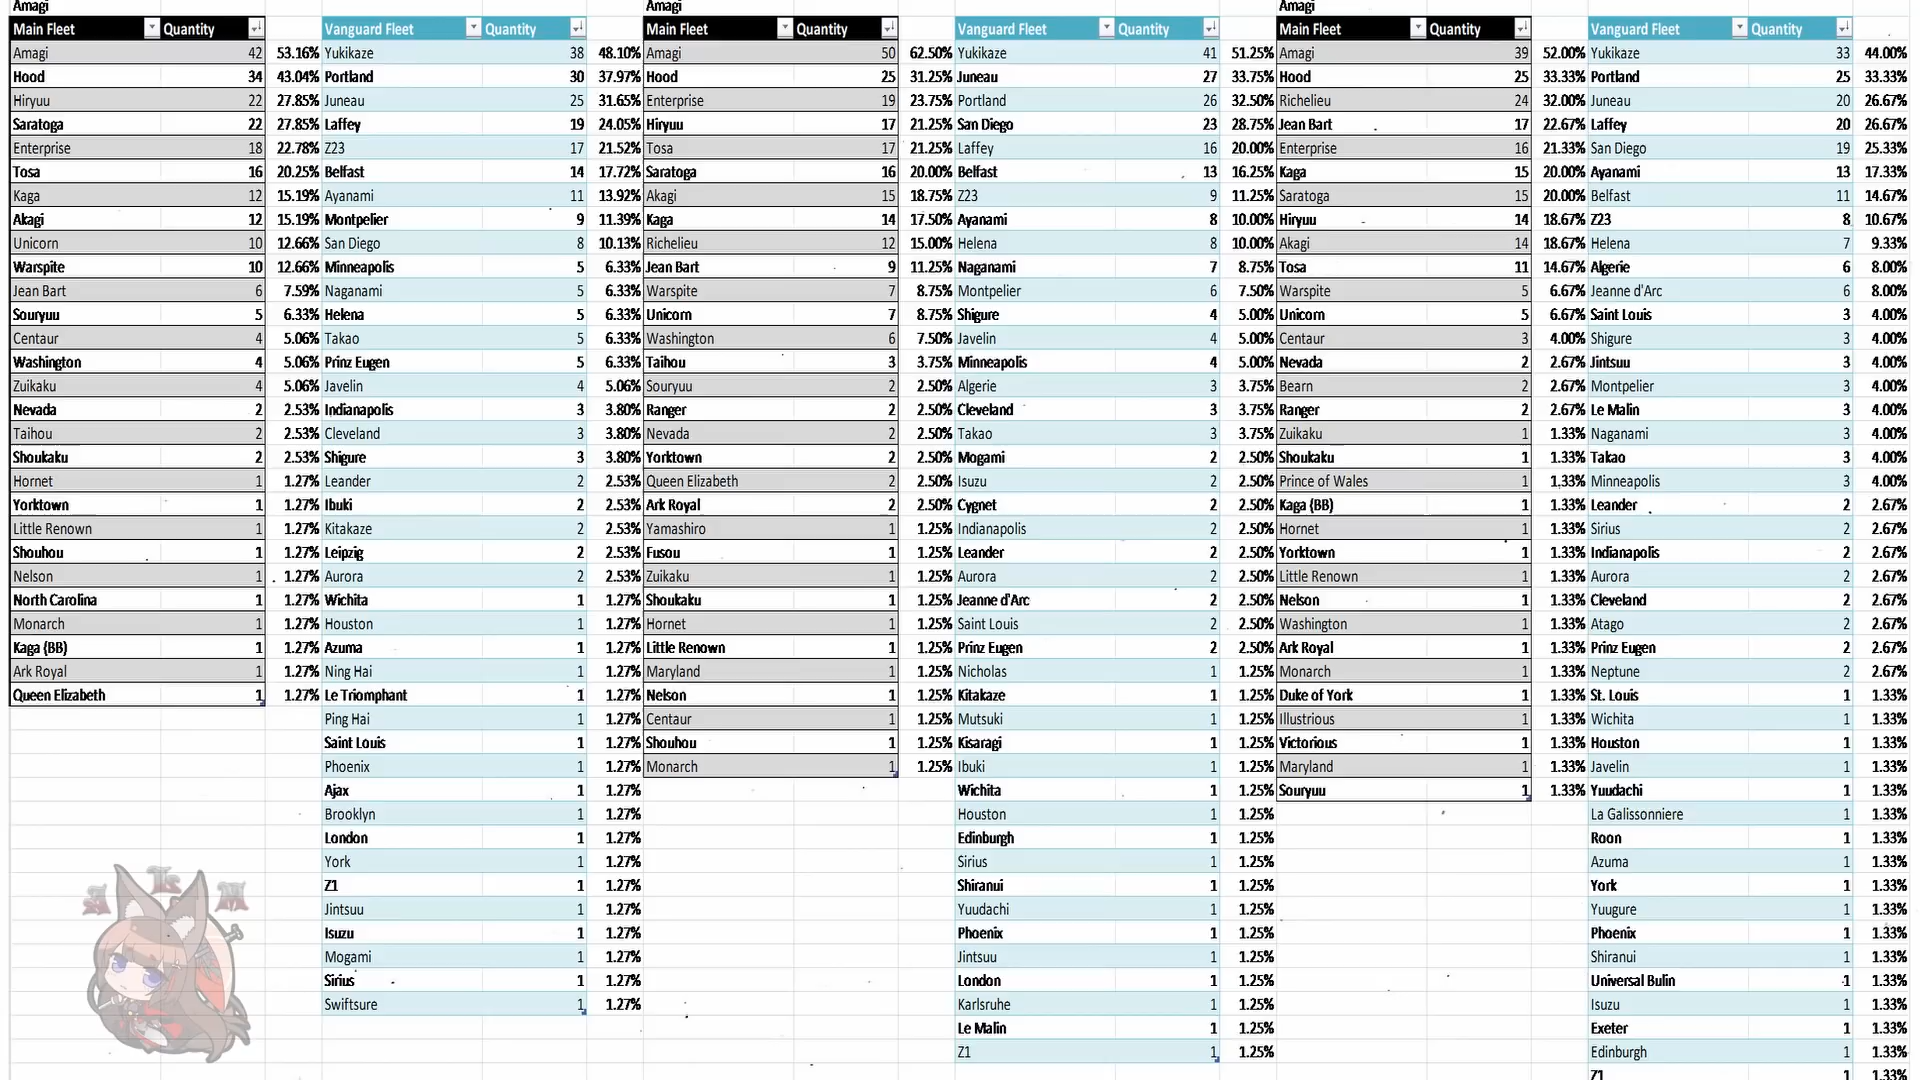 Amagi Amagi Amagi
Main Fleet Quantity Vanguard Fleet Quantity Main Fleet Quantity Vanguard Fleet Quantity Main Fleet Quantity Vanguard Fleet Quantity
Amagi 42 53.16% Yukikaze 38 48.10% Amagi 50 62.50% Yukikaze 41 51.25% Amagi 39 52.00% Yukikaze 33 44.00%
Hood 34 43.04% Portland 30 37.97% Hood 25 31.25% Juneau 27 33.75% Hood 25 33.33% Portland 25 33.33%
Hiryuu 22 27.85% Juneau 25 31.65% Enterprise 19 23.75% Portland 26 32.50% Richelieu 24 32.00% Juneau 20 26.67%
Saratoga 22 27.85% Laffey 19 24.05% Hiryuu 17 21.25% San Diego 23 28.75% Jean Bart 17 22.67% Laffey 20 26.67%
Enterprise 18 22.78% Z23 17 21.52% Tosa 17 21.25% Laffey 16 20.00% Enterprise 16 21.33% San Diego 19 25.33%
Tosa 16 20.25% Belfast 14 17.72% Saratoga 16 20.00% Belfast 13 16.25% Kaga 15 20.00% Ayanami 13 17.33%
Kaga 12 15.19% Ayanami 11 13.92% Akagi 15 18.75% Z23 9 11.25% Saratoga 15 20.00% Belfast 11 14.67%
Akagi 12 15.19% Montpelier 9 11.39% Kaga 14 17.50% Ayanami 8 10.00% Hiryuu 14 18.67% Z23 8 10.67%
Unicorn 10 12.66% San Diego 8 10.13% Richelieu 12 15.00% Helena 8 10.00% Akagi 14 18.67% Helena 7 9.33%
Warspite 10 12.66% Minneapolis 5 6.33% Jean Bart 9 11.25% Naganami 7 8.75% Tosa 11 14.67% Algerie 6 8.00%
Jean Bart 6 7.59% Naganami 5 6.33% Warspite 7 8.75% Montpelier 6 7.50% Warspite 5 6.67% Jeanne d'Arc 6 8.00%
Souryuu 5 6.33% Helena 5 6.33% Unicorn 7 8.75% Shigure 4 5.00% Unicorn 5 6.67% Saint Louis 3 4.00%
Centaur 4 5.06% Takao 5 6.33% Washington 6 7.50% Javelin 4 5.00% Centaur 3 4.00% Shigure 3 4.00%
Washington 4 5.06% Prinz Eugen 5 6.33% Taihou 3 3.75% Minneapolis 4 5.00% Nevada 2 2.67% Jintsuu 3 4.00%
Zuikaku 4 5.06% Javelin 4 5.06% Souryuu 2 2.50% Algerie 3 3.75% Bearn 2 2.67% Montpelier 3 4.00%
Nevada 2 2.53% Indianapolis 3 3.80% Ranger 2 2.50% Cleveland 3 3.75% Ranger 2 2.67% Le Malin 3 4.00%
Taihou 2 2.53% Cleveland 3 3.80% Nevada 2 2.50% Takao 3 3.75% Zuikaku 1 1.33% Naganami 3 4.00%
Shoukaku 2 2.53% Shigure 3 3.80% Yorktown 2 2.50% Mogami 2 2.50% Shoukaku 1 1.33% Takao 3 4.00%
Hornet 1 1.27% Leander 2 2.53% Queen Elizabeth 2 2.50% Isuzu 2 2.50% Prince of Wales 1 1.33% Minneapolis 3 4.00%
Yorktown 1 1.27% Ibuki 2 2.53% Ark Royal 2 2.50% Cygnet 2 2.50% Kaga (BB) 1 1.33% Leander 2 2.67%
Little Renown 1 1.27% Kitakaze 2 2.53% Yamashiro 1 1.25% Indianapolis 2 2.50% Hornet 1 1.33% Sirius 2 2.67%
Shouhou 1 1.27% Leipzig 2 2.53% Fusou 1 1.25% Leander 2 2.50% Yorktown 1 1.33% Indianapolis 2 2.67%
Nelson 1 1.27% Aurora 2 2.53% Zuikaku 1 1.25% Aurora 2 2.50% Little Renown 1 1.33% Aurora 2 2.67%
North Carolina 1 1.27% Wichita 1 1.27% Shoukaku 1 1.25% Jeanne d'Arc 2 2.50% Nelson 1 1.33% Cleveland 2 2.67%
Monarch 1 1.27% Houston 1 1.27% Hornet 1 1.25% Saint Louis 2 2.50% Washington 1 1.33% Atago 2 2.67%
Kaga (BB) 1 1.27% Azuma 1 1.27% Little Renown 1 1.25% Prinz Eugen 2 2.50% Ark Royal 1 1.33% Prinz Eugen 2 2.67%
Ark Royal 1 1.27% Ning Hai 1 1.27% Maryland 1 1.25% Nicholas 1 1.25% Monarch 1 1.33% Neptune 2 2.67%
Queen Elizabeth 1 1.27% Le Triomphant 1 1.27% Nelson 1 1.25% Kitakaze 1 1.25% Duke of York 1 1.33% St. Louis 1 1.33%
Ping Hai 1 1.27% Centaur 1 1.25% Mutsuki 1 1.25% Illustrious 1 1.33% Wichita 1 1.33%
Saint Louis 1 1.27% Shouhou 1 1.25% Kisaragi 1 1.25% Victorious 1 1.33% Houston 1 1.33%
Phoenix 1 1.27% Monarch 1 1.25% Ibuki 1 1.25% Maryland 1 1.33% Javelin 1 1.33%
Ajax 1 1.27% Wichita 1 1.25% Souryuu 1 1.33% Yuudachi 1 1.33%
Brooklyn 1 1.27% Houston 1 1.25% La Galissonniere 1 1.33%
London 1 1.27% Edinburgh 1 1.25% Roon 1 1.33%
York 1 1.27% Sirius 1 1.25% Azuma 1 1.33%
Z1 1 1.27% Shiranui 1 1.25% York 1 1.33%
Jintsuu 1 1.27% Yuudachi 1 1.25% Yuugure 1 1.33%
Isuzu 1 1.27% Phoenix 1 1.25% Phoenix 1 1.33%
Mogami 1 1.27% Jintsuu 1 1.25% Shiranui 1 1.33%
Sirius 1 1.27% London 1 1.25% Universal Bulin 1 1.33%
Swiftsure 1 1.27% Karlsruhe 1 1.25% Isuzu 1 1.33%
Le Malin 1 1.25% Exeter 1 1.33%
Z1 1 1.25% Edinburgh 1 1.33%
Z1 1 1.33%